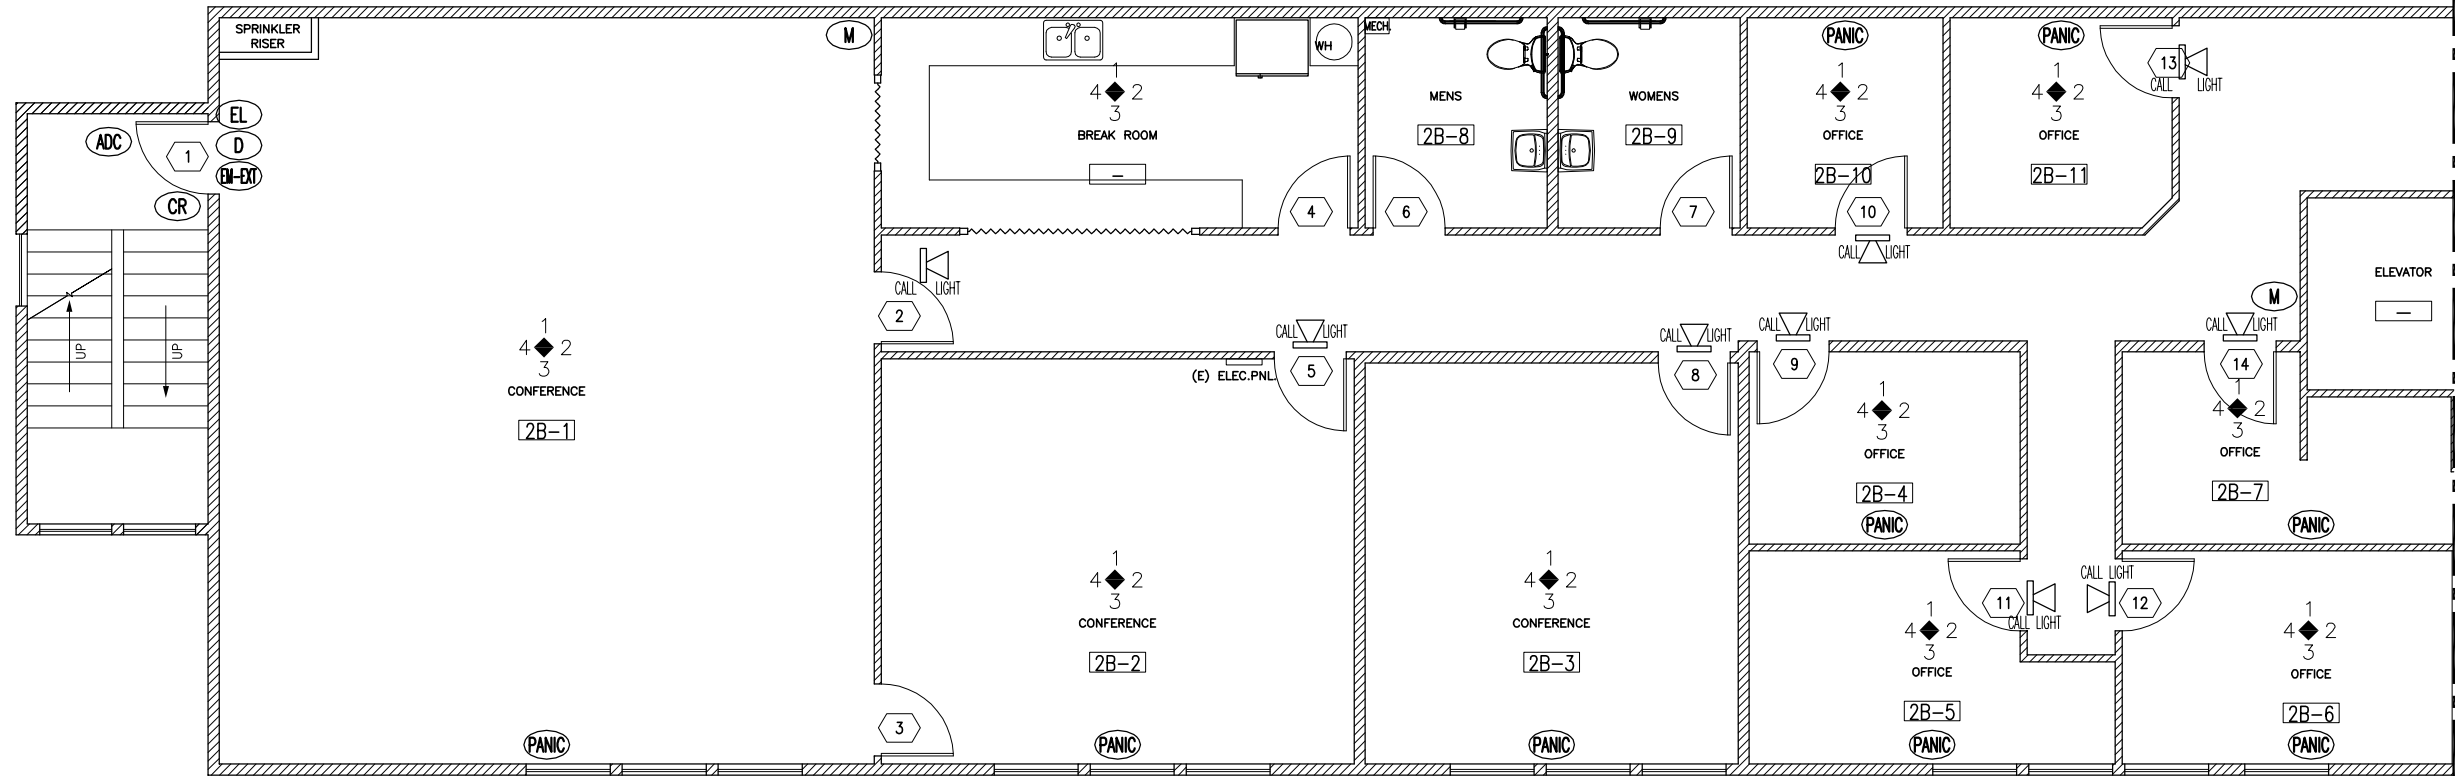 SPRINKLER
RISER
M
EL
ADC
D
1
EM-EXT
CR
UP
UP
1
4 2
3
CONFERENCE
2B-1
PANIC
WH
1
4 2
3
BREAK ROOM
—
4
CALL LIGHT
2
3
MECH.
MENS
2B-8
6
WOMENS
2B-9
7
PANIC
1
4 2
3
OFFICE
2B-10
10
CALL LIGHT
PANIC
1
4 2
3
OFFICE
2B-11
13
CALL LIGHT
ELEVATOR
—
M
CALL LIGHT
5
(E) ELEC.PNL.
1
4 2
3
CONFERENCE
2B-2
PANIC
CALL LIGHT
8
1
4 2
3
CONFERENCE
2B-3
PANIC
CALL LIGHT
9
1
4 2
3
OFFICE
2B-4
PANIC
CALL LIGHT
14
1
4 2
3
OFFICE
2B-7
PANIC
11
CALL LIGHT
1
4 2
3
OFFICE
2B-5
PANIC
CALL LIGHT
12
1
4 2
3
OFFICE
2B-6
PANIC